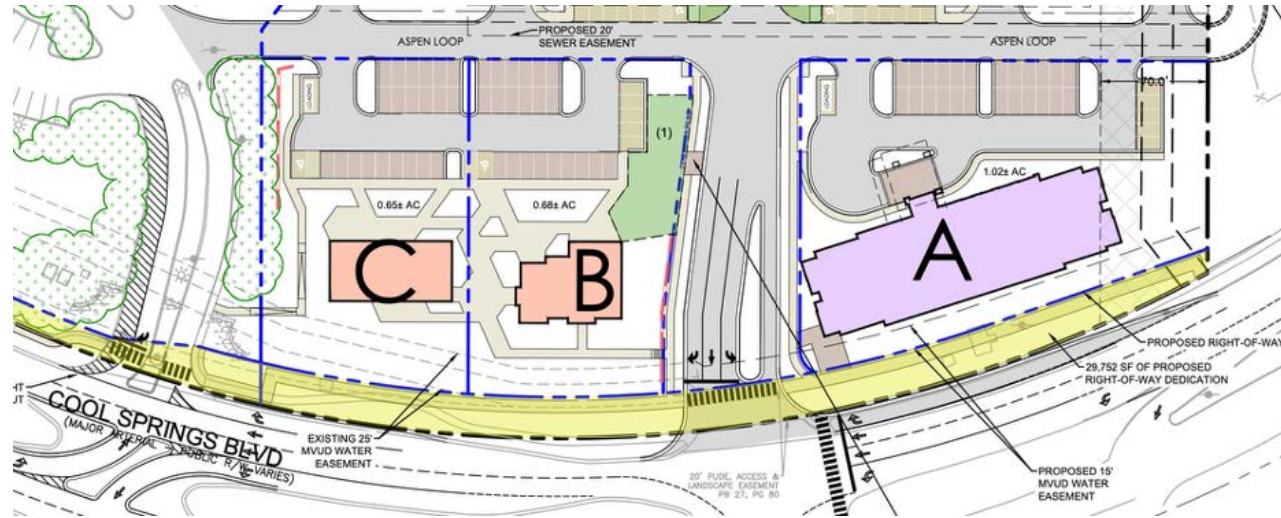 PROPOSED 20'
SEWER EASEMENT
ASPEN LOOP
ASPEN LOOP
70.0'
LOADING
LOADING
(1)
1.02± AC
0.65± AC
0.68± AC
C
B
A
PROPOSED RIGHT-OF-WAY
29,752 SF OF PROPOSED
RIGHT-OF-WAY DEDICATION
HT
UT
COOL SPRINGS BLVD
(MAJOR ARTERIAL - PUBLIC R/W VARIES)
EXISTING 25'
MVUD WATER
EASEMENT
20' PUDE, ACCESS &
LANDSCAPE EASEMENT
PB 27, PG 80
PROPOSED 15'
MVUD WATER
EASEMENT